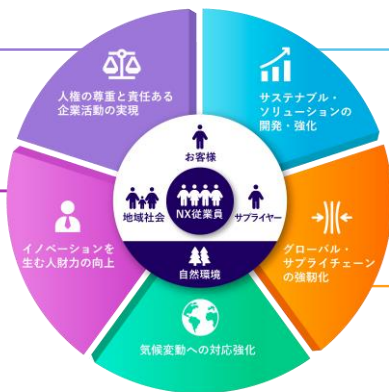 人権の尊重と責任ある
企業活動の実現
サステナブル・
ソリューションの
開発・強化
お客様
地域社会
NX従業員
サプライヤー
自然環境
イノベーションを
生む人財力の向上
グローバル・
サプライチェーン
の強靭化
気候変動への対応強化